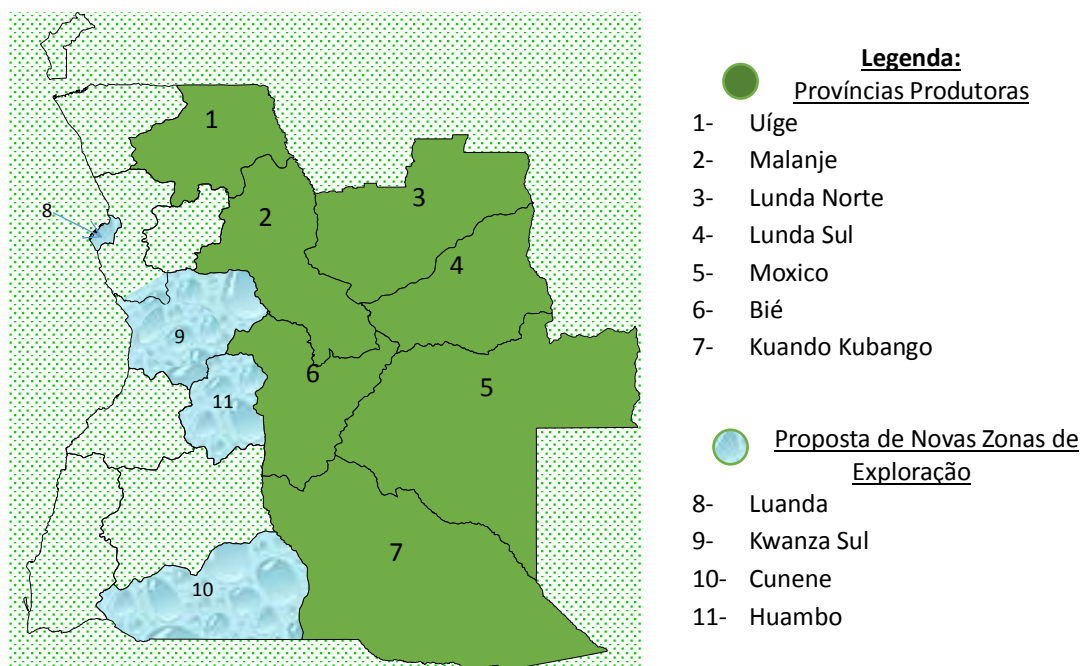 1
2
3
4
5
6
7
8
9
10
11
Legenda:
Províncias Produtoras
1- Uíge
2- Malanje
3- Lunda Norte
4- Lunda Sul
5- Moxico
6- Bié
7- Kuando Kubango
Proposta de Novas Zonas de
Exploração
8- Luanda
9- Kwanza Sul
10- Cunene
11- Huambo